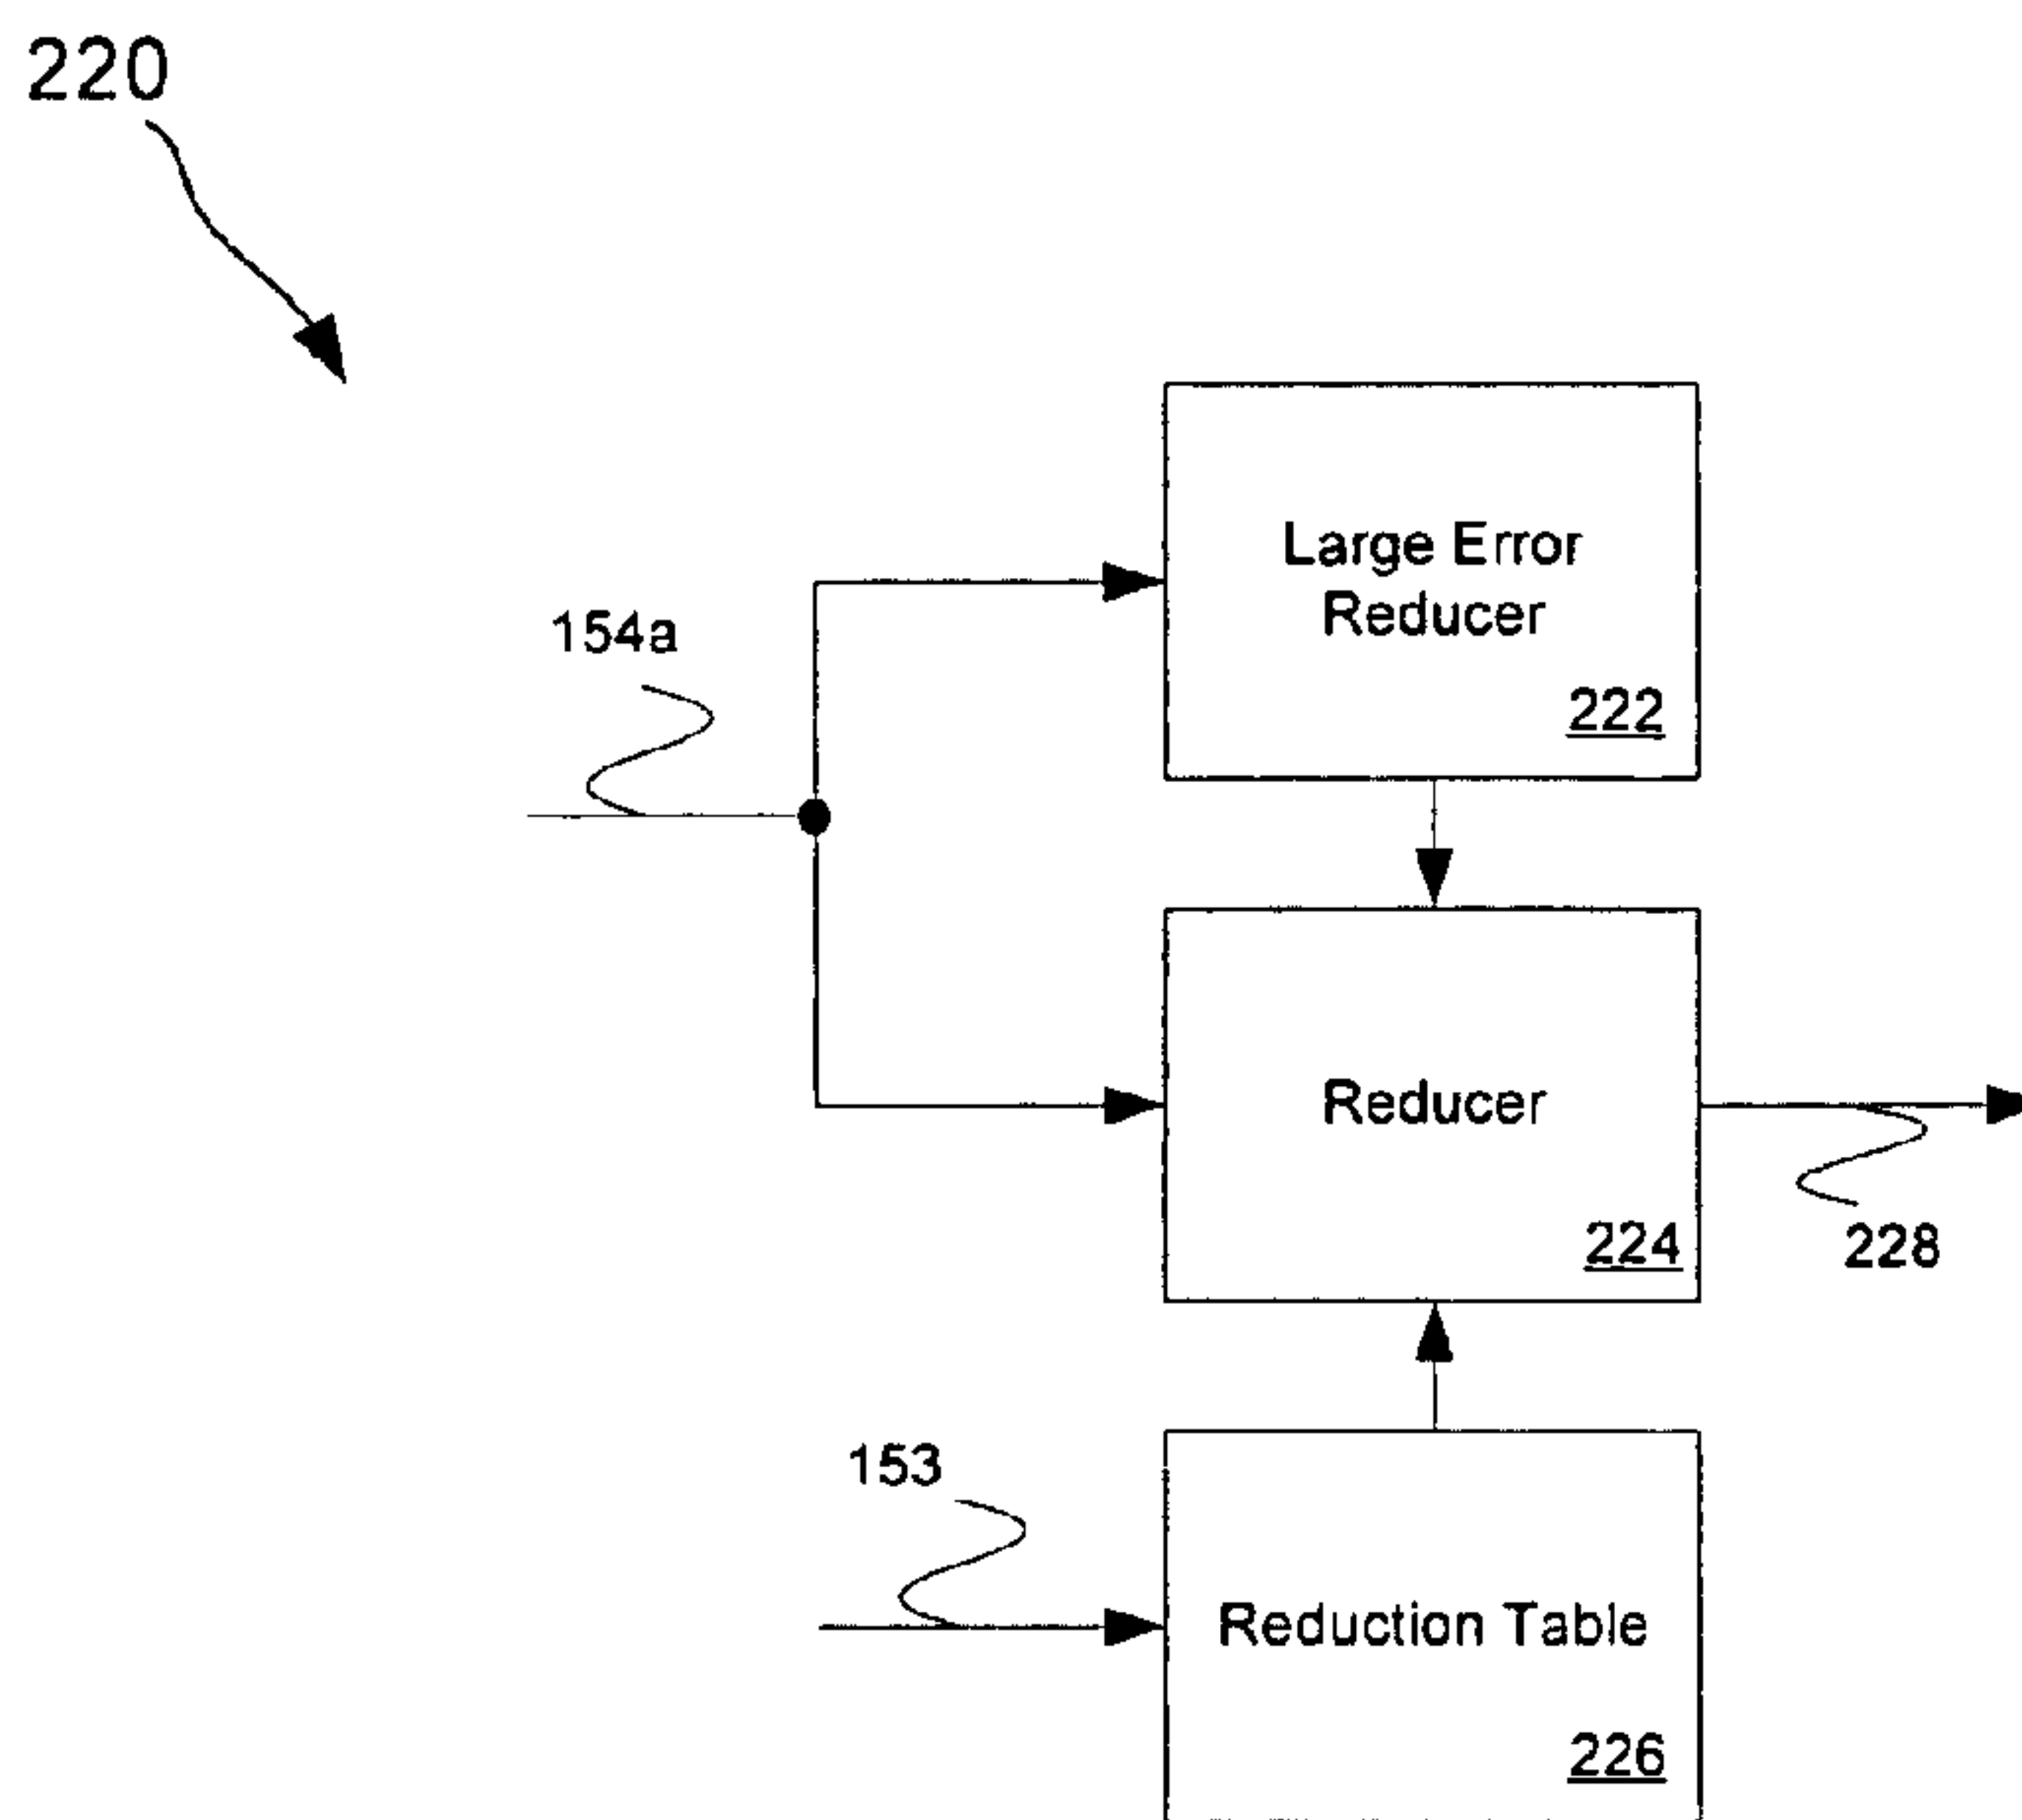 220
Large Error
Reducer
222
154a
Reducer
224
228
153
Reduction Table
226